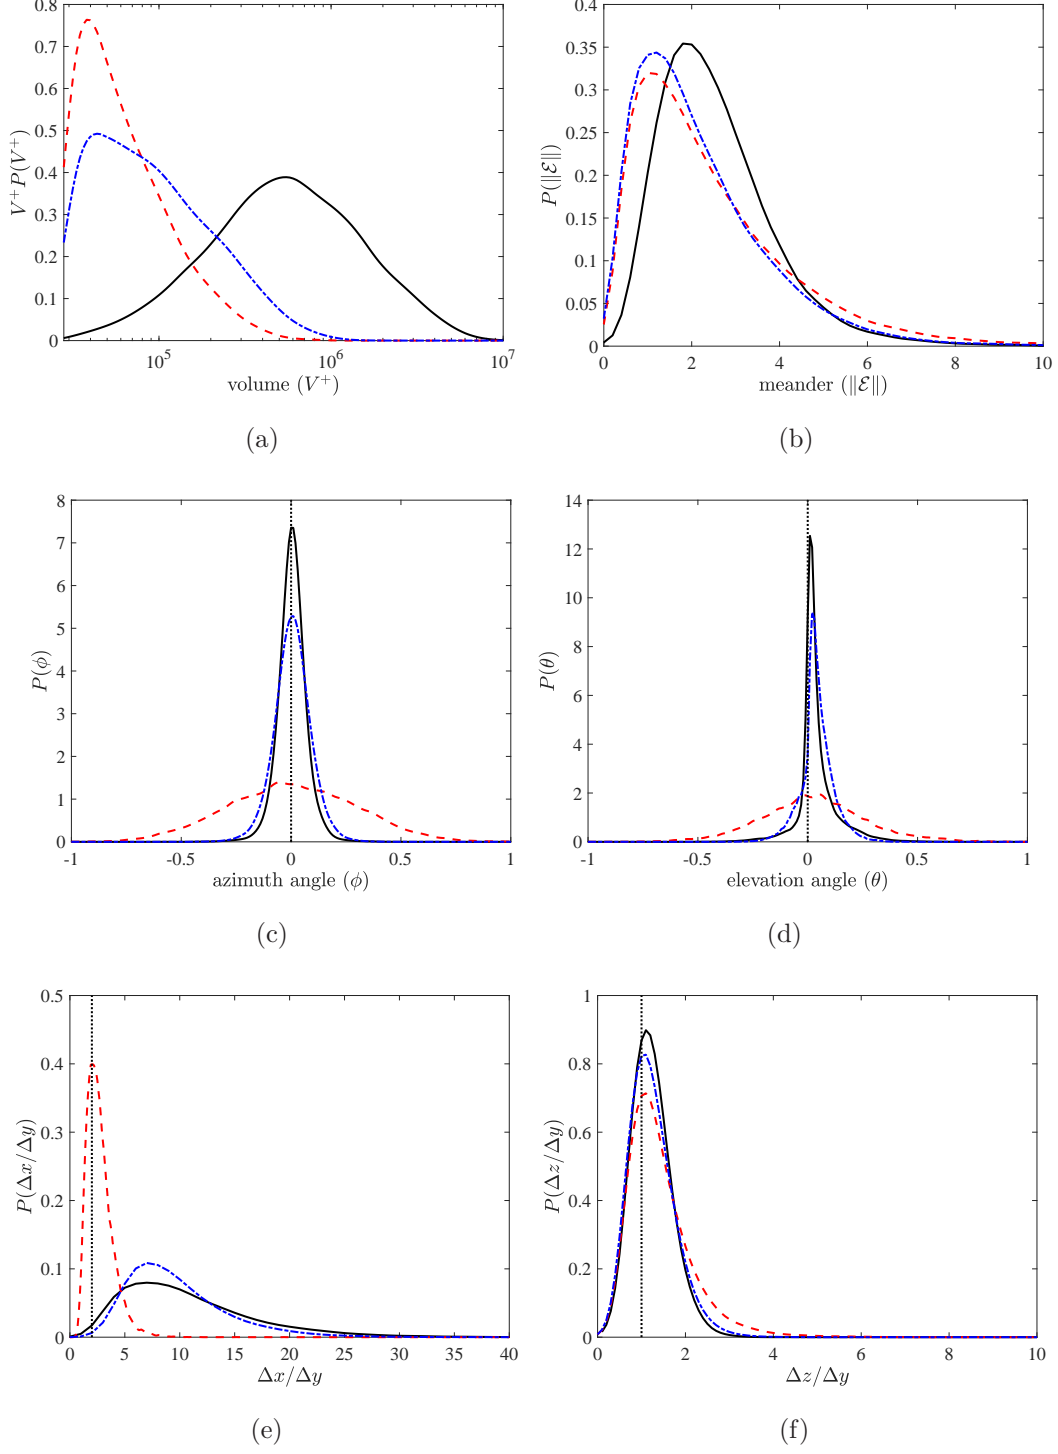 0.8
0.7
0.6
0.5
0.4
0.3
0.2
0.1
0
V⁺P(V⁺)
10⁵ 10⁶ 10⁷
volume (V⁺)
(a)
0.4
0.35
0.3
0.25
0.2
0.15
0.1
0.05
0
P(‖ℰ‖)
0 2 4 6 8 10
meander (‖ℰ‖)
(b)
8
7
6
5
4
3
2
1
0
P(ϕ)
-1 -0.5 0 0.5 1
azimuth angle (ϕ)
(c)
14
12
10
8
6
4
2
0
P(θ)
-1 -0.5 0 0.5 1
elevation angle (θ)
(d)
0.5
0.4
0.3
0.2
0.1
0
P(Δx/Δy)
0 5 10 15 20 25 30 35 40
Δx/Δy
(e)
1
0.8
0.6
0.4
0.2
0
P(Δz/Δy)
0 2 4 6 8 10
Δz/Δy
(f)